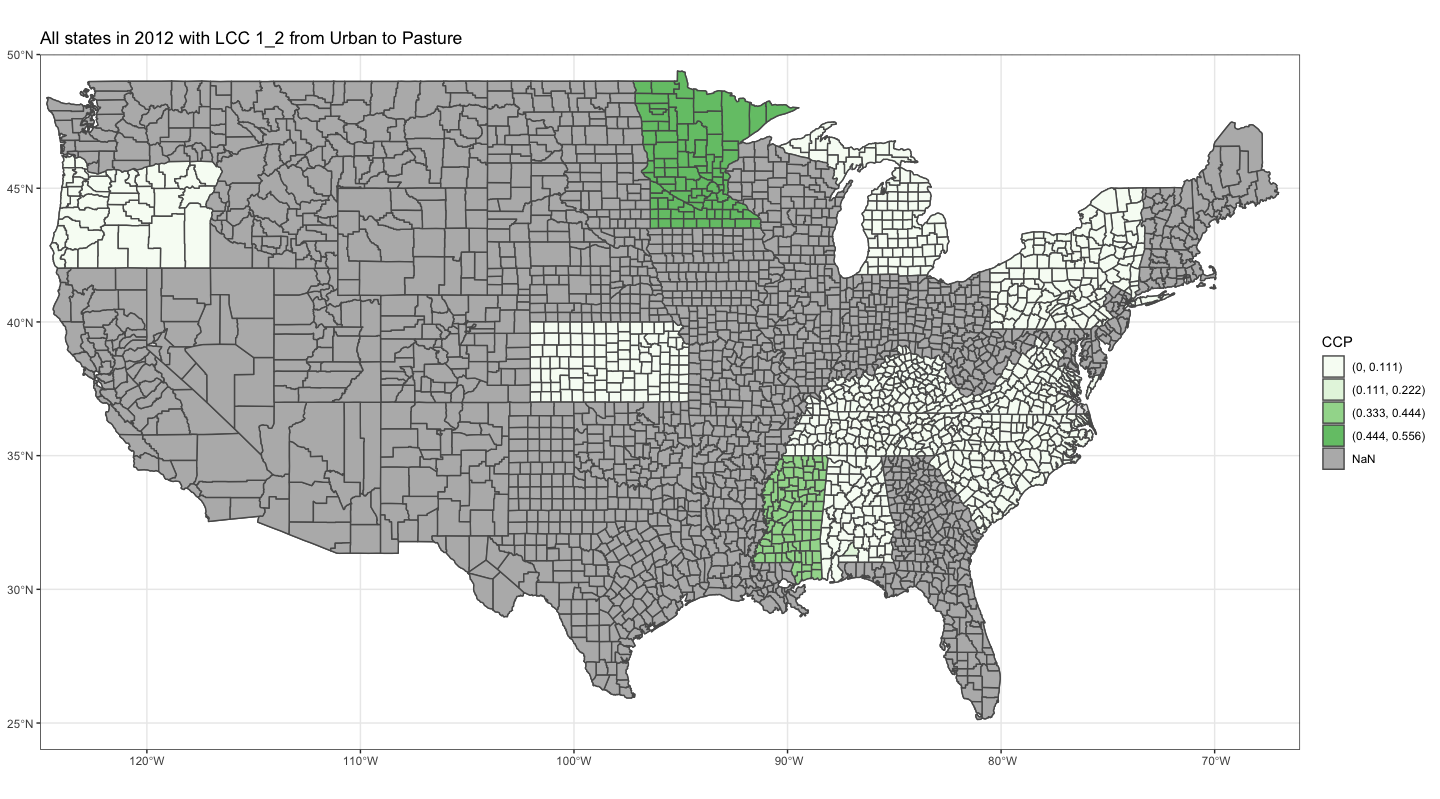 All states in 2012 with LCC 1_2 from Urban to Pasture
50°N
45°N
40°N
35°N
30°N
25°N
120°W
110°W
100°W
90°W
80°W
70°W
CCP
(0, 0.111)
(0.111, 0.222)
(0.333, 0.444)
(0.444, 0.556)
NaN